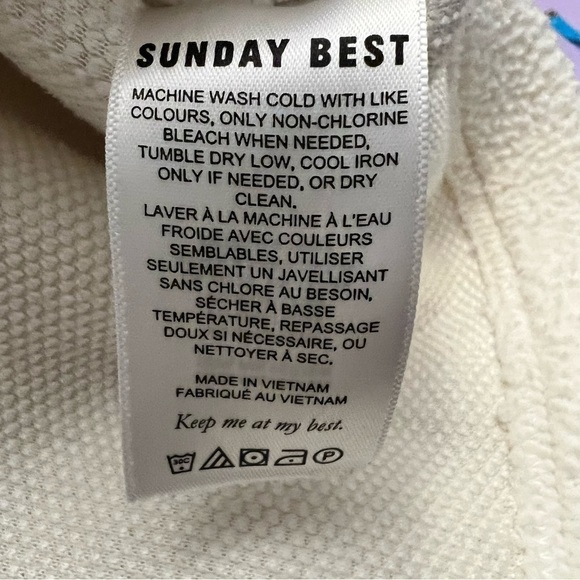 SUNDAY BEST
MACHINE WASH COLD WITH LIKE
COLOURS, ONLY NON-CHLORINE
BLEACH WHEN NEEDED,
TUMBLE DRY LOW, COOL IRON
ONLY IF NEEDED, OR DRY
CLEAN.
LAVER À LA MACHINE À L'EAU
FROIDE AVEC COULEURS
SEMBLABLES, UTILISER
SEULEMENT UN JAVELLISANT
SANS CHLORE AU BESOIN,
SÉCHER À BASSE
TEMPÉRATURE, REPASSAGE
DOUX SI NÉCESSAIRE, OU
NETTOYER À SEC.
MADE IN VIETNAM
FABRIQUÉ AU VIETNAM
Keep me at my best.
30C P